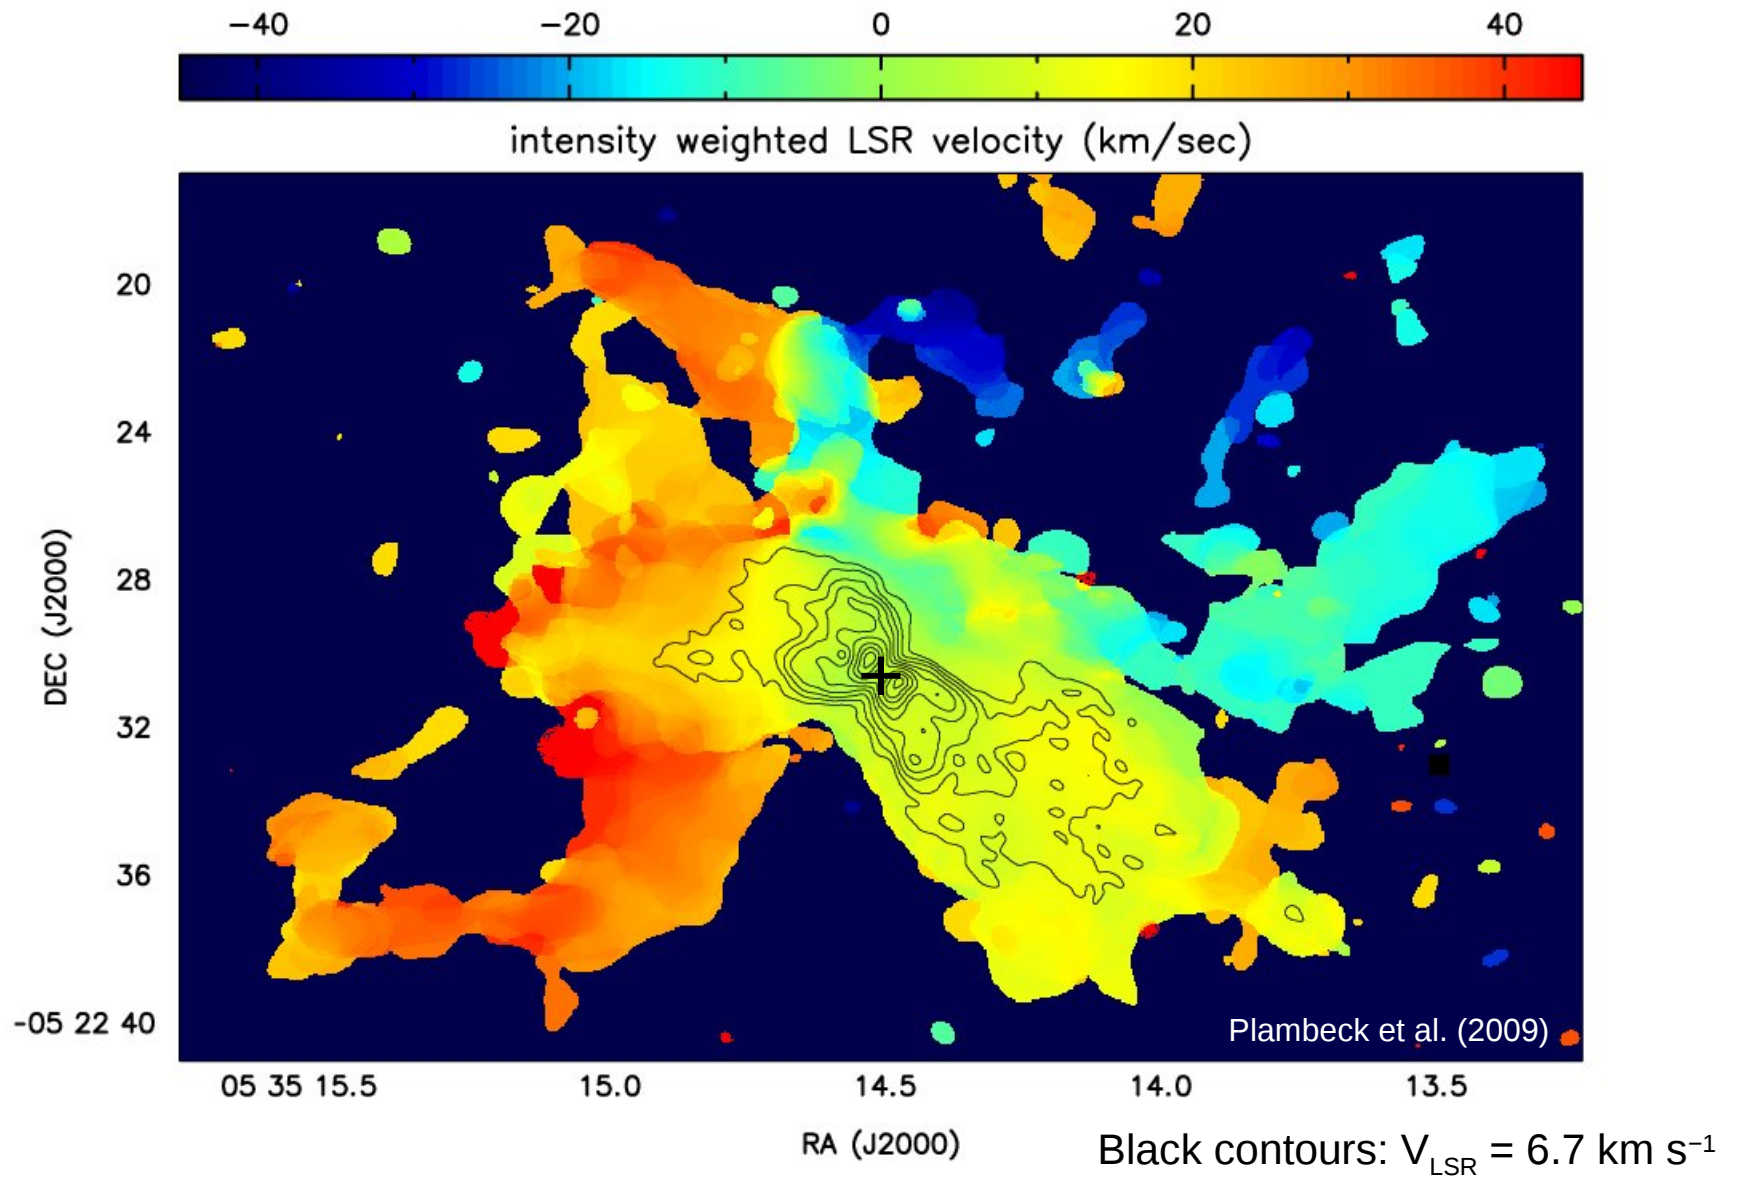 −40 −20 0 20 40
intensity weighted LSR velocity (km/sec)
20
24
28
DEC (J2000)
32
36
-05 22 40
Plambeck et al. (2009)
05 35 15.5 15.0 14.5 14.0 13.5
RA (J2000)
Black contours: V_LSR = 6.7 km s⁻¹